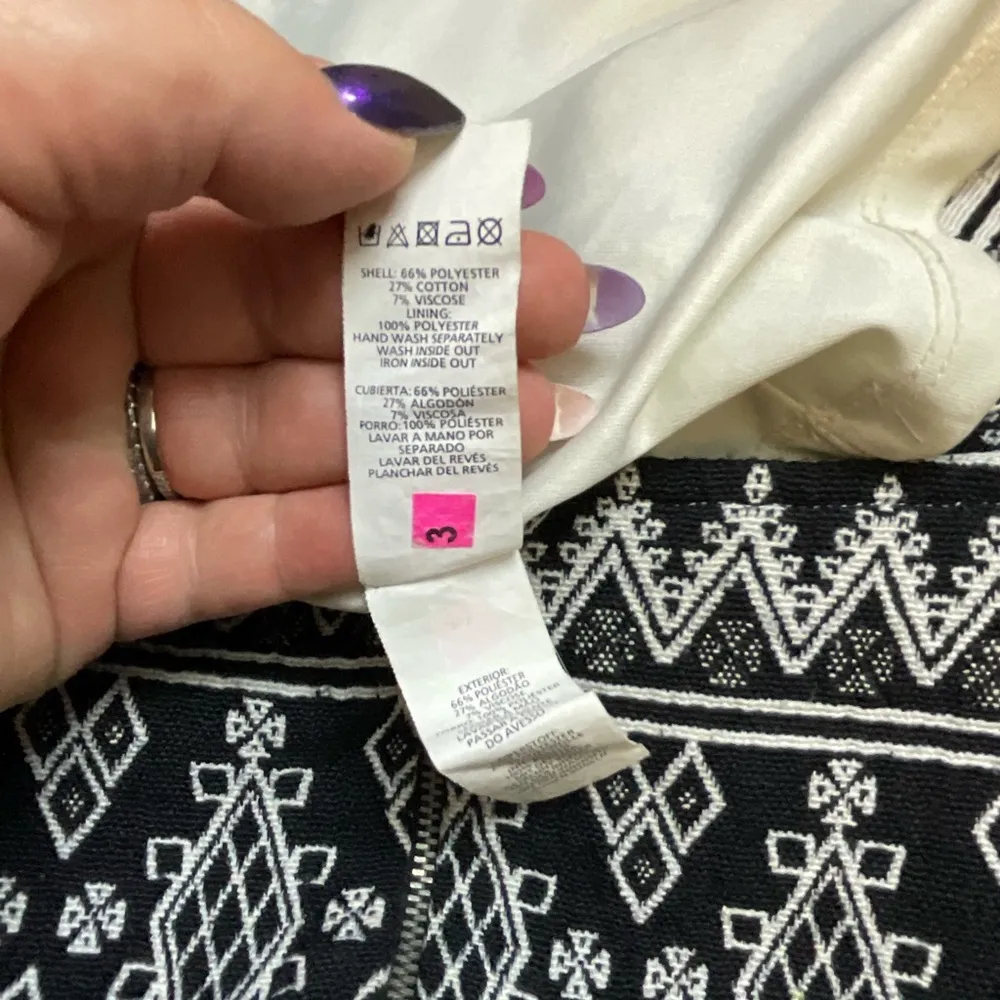 SHELL: 66% POLYESTER
27% COTTON
7% VISCOSE
LINING:
100% POLYESTER
HAND WASH SEPARATELY
WASH INSIDE OUT
IRON INSIDE OUT
CUBIERTA: 66% POLIÉSTER
27% ALGODÓN
7% VISCOSA
FORRO: 100% POLIÉSTER
LAVAR A MANO POR
SEPARADO
LAVAR DEL REVÉS
PLANCHAR DEL REVÉS
3
EXTERIOR:
66% POLIÉSTER
27% ALGODÃO
7% VISCOSE
DO AVESSO